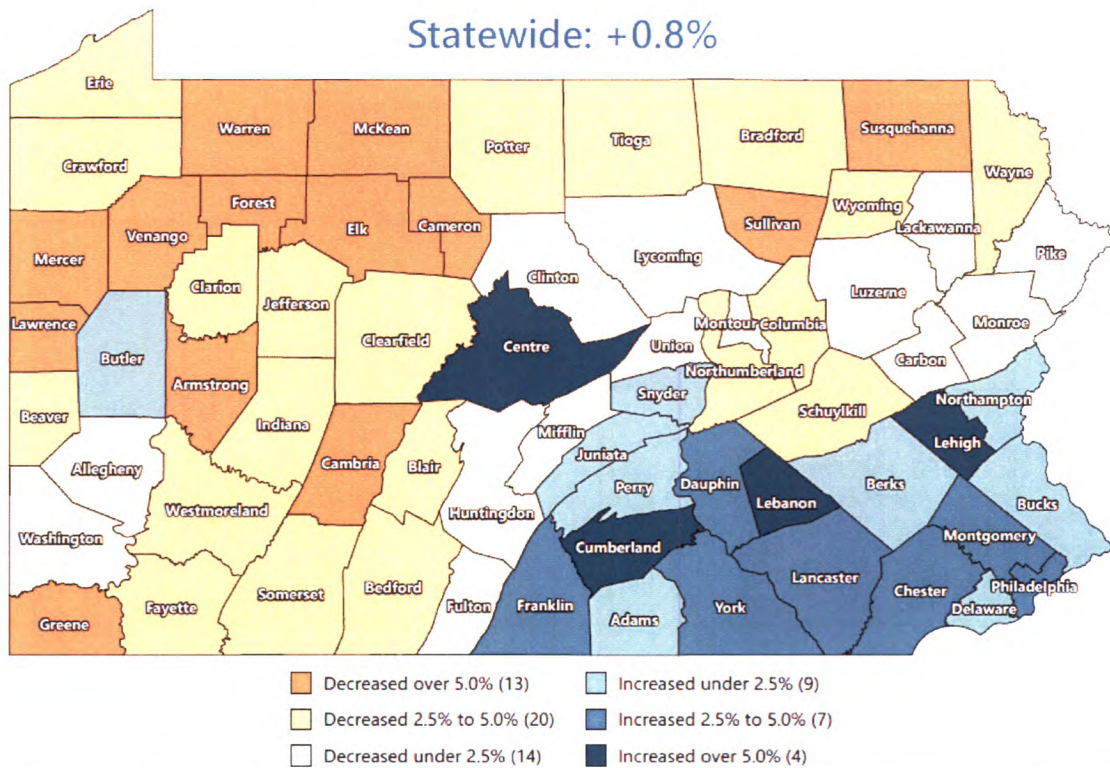 Statewide: +0.8%
Erie
Warren
McKean
Susquehanna
Potter
Tioga
Bradford
Crawford
Wayne
Forest
Wyoming
Venango
Elk
Cameron
Sullivan
Lackawanna
Mercer
Lycoming
Pike
Clinton
Clarion
Jefferson
Luzerne
Lawrence
Monroe
Montour
Columbia
Clearfield
Centre
Union
Butler
Carbon
Armstrong
Northumberland
Snyder
Northampton
Beaver
Schuylkill
Indiana
Mifflin
Lehigh
Juniata
Allegheny
Cambria
Blair
Perry
Dauphin
Berks
Lebanon
Bucks
Westmoreland
Huntingdon
Washington
Montgomery
Cumberland
Lancaster
Philadelphia
Bedford
Somerset
Chester
Fayette
Fulton
Franklin
York
Delaware
Greene
Adams
Decreased over 5.0% (13)
Increased under 2.5% (9)
Decreased 2.5% to 5.0% (20)
Increased 2.5% to 5.0% (7)
Decreased under 2.5% (14)
Increased over 5.0% (4)